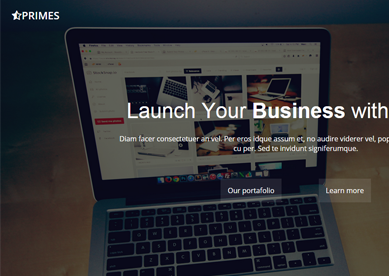 PRIMES
Launch Your Business with
Diam facer consectetuer an vel. Per eros idque assum et, no audire viderer vel,
cu per. Sed te invidunt signiferumque.
Our portafolio
Learn more